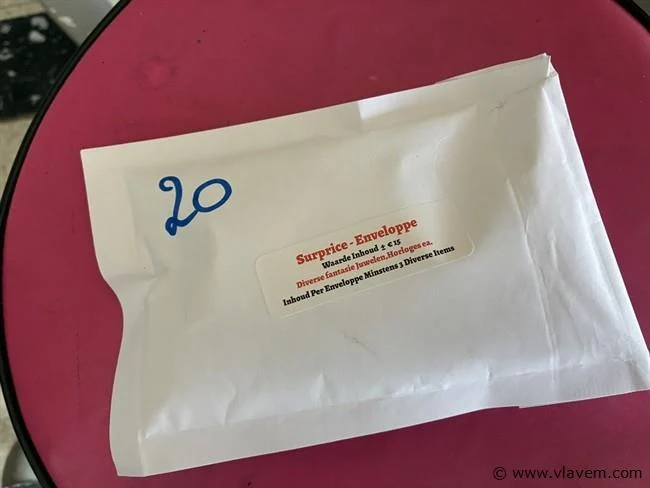 20
Surprice - Enveloppe
Waarde Inhoud ± € 15
Diverse fantasie Juwelen,Horloges ea,
Inhoud Per Enveloppe Minstens 3 Diverse Items
© www.vlavem.com